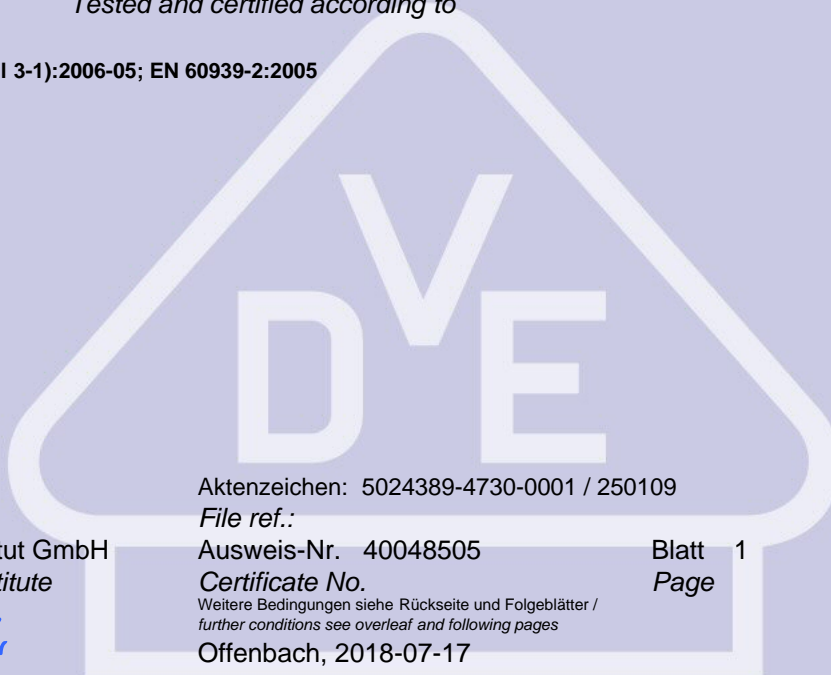 Tested and certified according to
l 3-1):2006-05; EN 60939-2:2005
VDE
Aktenzeichen: 5024389-4730-0001 / 250109
File ref.:
tut GmbH Ausweis-Nr. 40048505 Blatt 1
titute Certificate No. Page
Weitere Bedingungen siehe Rückseite und Folgeblätter /
further conditions see overleaf and following pages
Offenbach, 2018-07-17